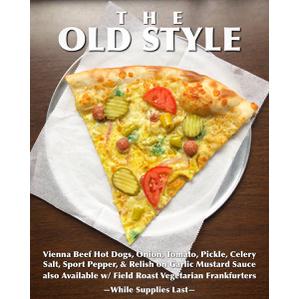 THE
OLD STYLE
Vienna Beef Hot Dogs, Onion, Tomato, Pickle, Celery
Salt, Sport Pepper, & Relish on Garlic Mustard Sauce
also Available w/ Field Roast Vegetarian Frankfurters
—While Supplies Last—